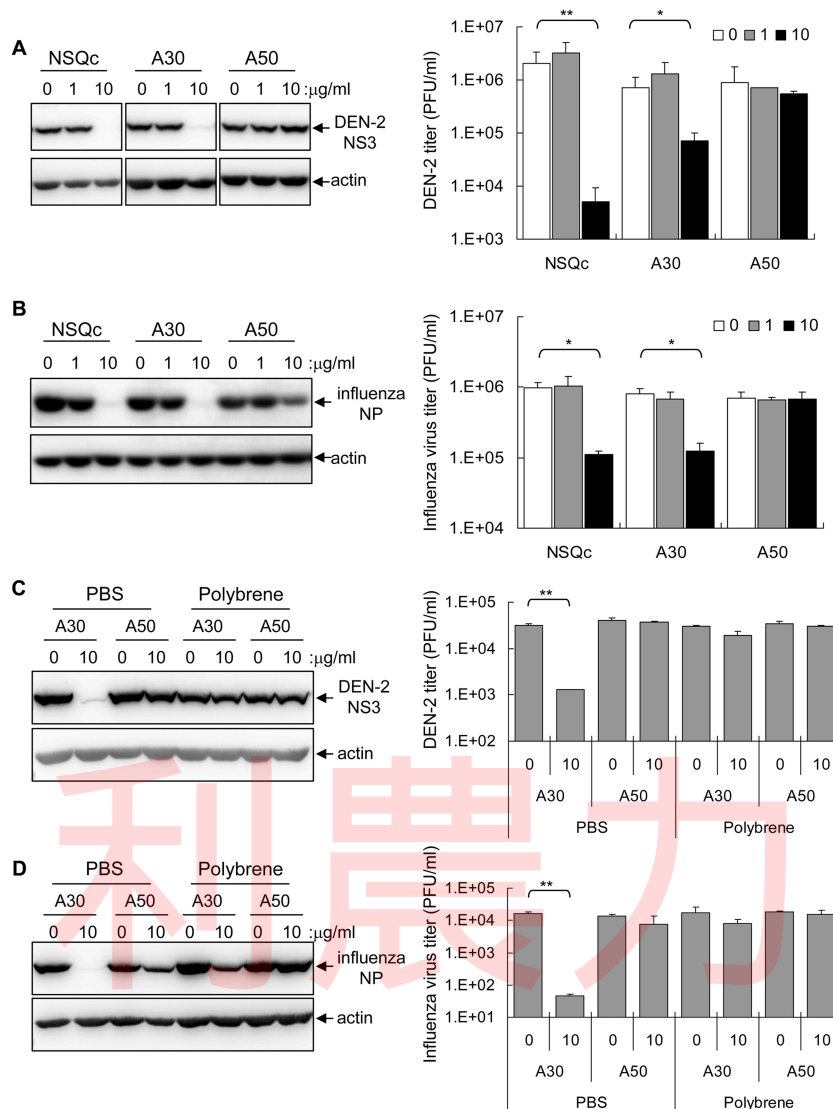 A
NSQc A30 A50
0 1 10 0 1 10 0 1 10 :μg/ml
DEN-2
NS3
actin
DEN-2 titer (PFU/ml)
1.E+07
1.E+06
1.E+05
1.E+04
1.E+03
** *
0 1 10
NSQc A30 A50
B
NSQc A30 A50
0 1 10 0 1 10 0 1 10 :μg/ml
influenza
NP
actin
Influenza virus titer (PFU/ml)
1.E+07
1.E+06
1.E+05
1.E+04
* *
0 1 10
NSQc A30 A50
C
PBS Polybrene
A30 A50 A30 A50
0 10 0 10 0 10 0 10 :μg/ml
DEN-2
NS3
actin
DEN-2 titer (PFU/ml)
1.E+05
1.E+04
1.E+03
1.E+02
**
0 10 0 10 0 10 0 10
A30 A50 A30 A50
PBS Polybrene
D
PBS Polybrene
A30 A50 A30 A50
0 10 0 10 0 10 0 10 :μg/ml
influenza
NP
actin
Influenza virus titer (PFU/ml)
1.E+05
1.E+04
1.E+03
1.E+02
1.E+01
**
0 10 0 10 0 10 0 10
A30 A50 A30 A50
PBS Polybrene
利農力